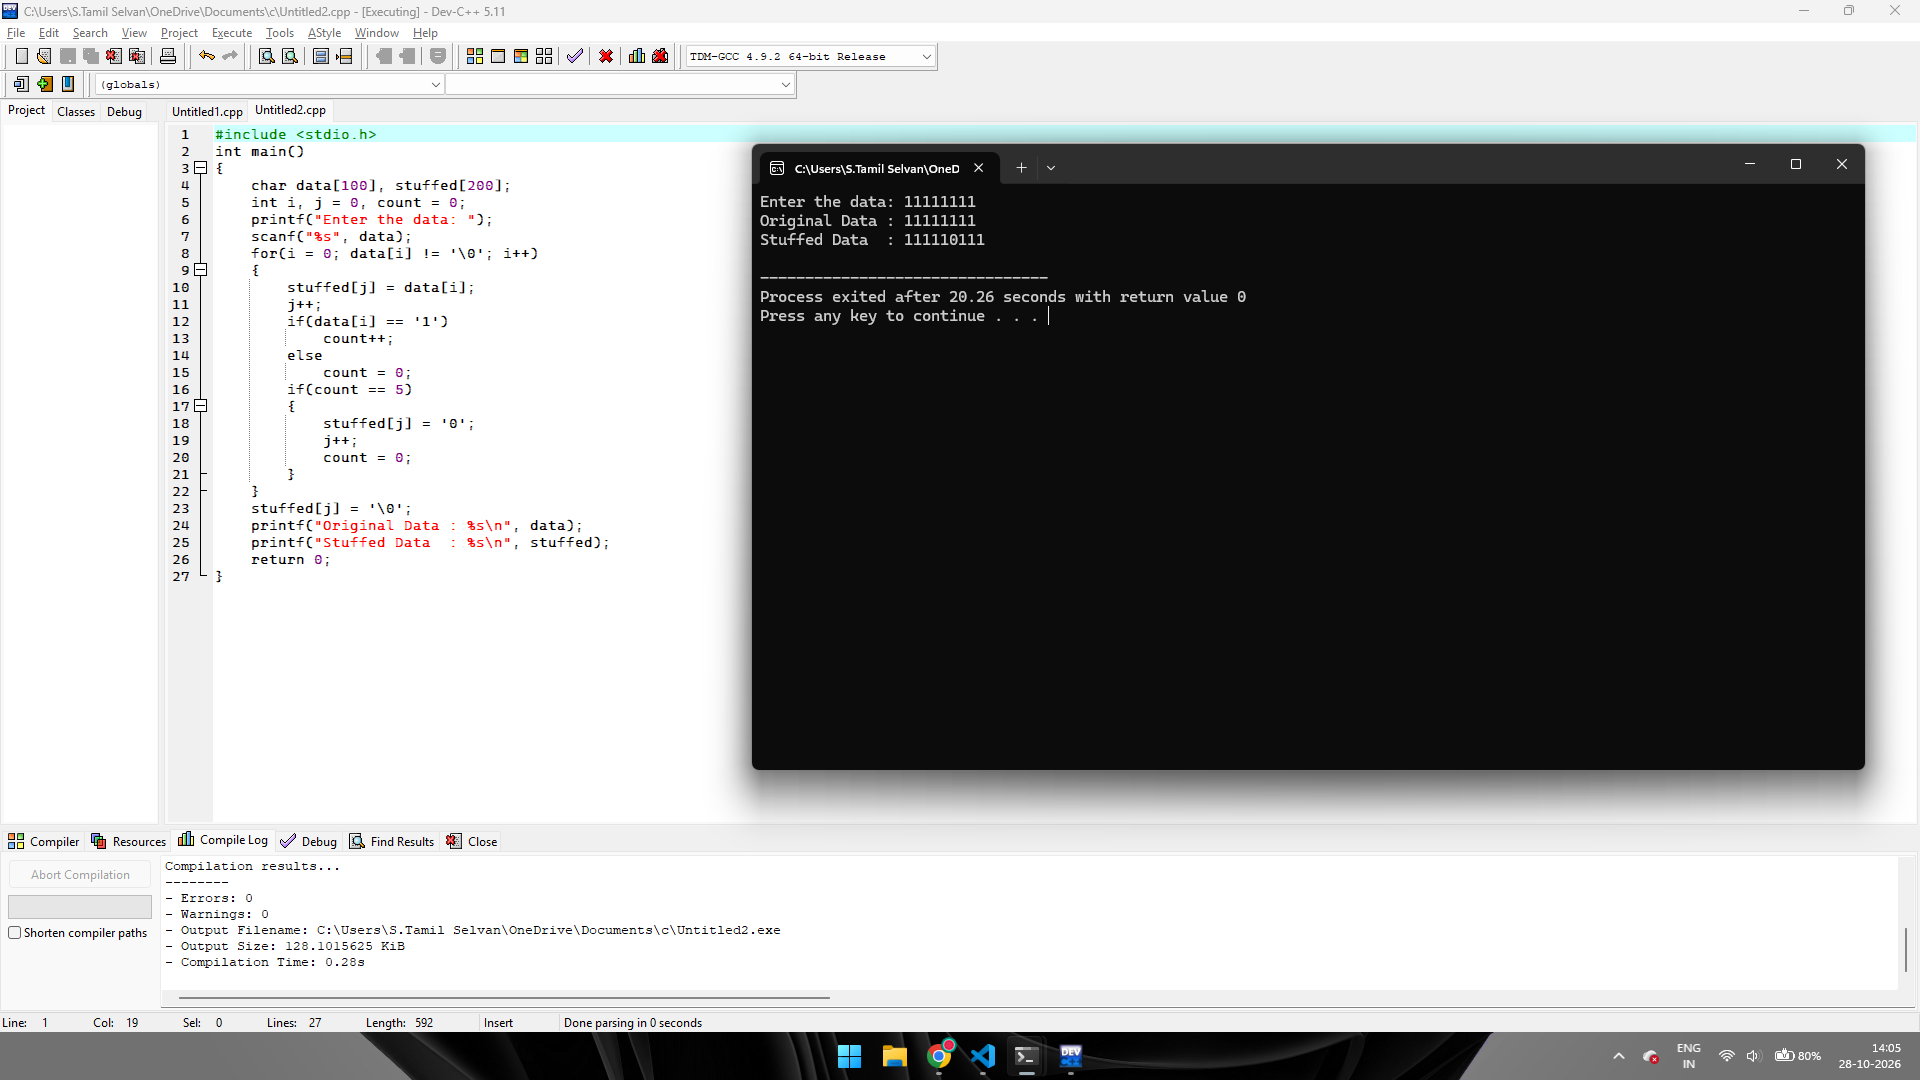 C:\Users\S.Tamil Selvan\OneDrive\Documents\c\Untitled2.cpp - [Executing] - Dev-C++ 5.11
File Edit Search View Project Execute Tools AStyle Window Help
TDM-GCC 4.9.2 64-bit Release
(globals)
Project Classes Debug
Untitled1.cpp Untitled2.cpp
1 #include <stdio.h>
2 int main()
3 {
4 char data[100], stuffed[200];
5 int i, j = 0, count = 0;
6 printf("Enter the data: ");
7 scanf("%s", data);
8 for(i = 0; data[i] != '\0'; i++)
9 {
10 stuffed[j] = data[i];
11 j++;
12 if(data[i] == '1')
13 count++;
14 else
15 count = 0;
16 if(count == 5)
17 {
18 stuffed[j] = '0';
19 j++;
20 count = 0;
21 }
22 }
23 stuffed[j] = '\0';
24 printf("Original Data : %s\n", data);
25 printf("Stuffed Data  : %s\n", stuffed);
26 return 0;
27 }
C:\Users\S.Tamil Selvan\OneD
Enter the data: 11111111
Original Data : 11111111
Stuffed Data  : 111110111
--------------------------------
Process exited after 20.26 seconds with return value 0
Press any key to continue . . .
Compiler Resources Compile Log Debug Find Results Close
Abort Compilation
Shorten compiler paths
Compilation results...
--------
- Errors: 0
- Warnings: 0
- Output Filename: C:\Users\S.Tamil Selvan\OneDrive\Documents\c\Untitled2.exe
- Output Size: 128.1015625 KiB
- Compilation Time: 0.28s
Line: 1 Col: 19 Sel: 0 Lines: 27 Length: 592 Insert Done parsing in 0 seconds
DEV
ENG
IN
80%
14:05
28-10-2026